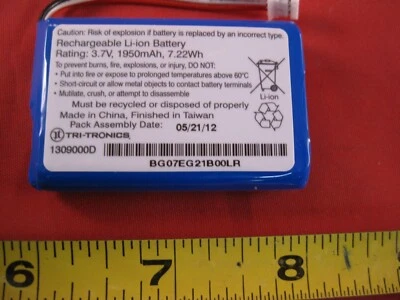 CAUTION: Risk of explosion if battery is replaced by an incorrect type.
Rechargeable Li-ion Battery
Rating: 3.7V, 1950mAh, 7.22Wh
To prevent burns, fire, explosions, or injury, DO NOT:
• Put into fire or expose to prolonged temperatures above 60°C
• Short-circuit or allow metal objects to contact battery terminals
• Mutilate, crush, or attempt to disassemble
Li-ion
Must be Recycled
Made in China, Finished in Taiwan
Pack Assembly Date: 05/21/12
TRI-TRONICS
1309000D
BG07EG21B00LR
6 7 8